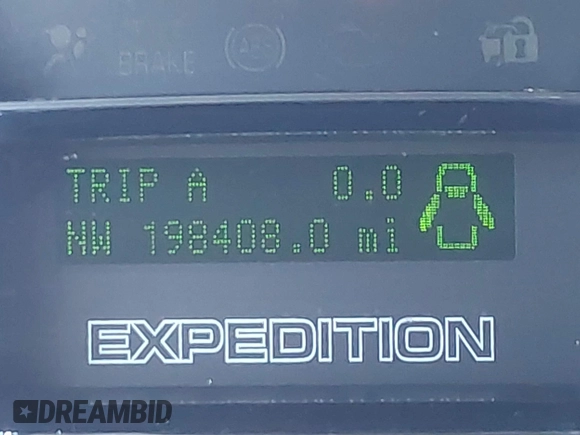 BRAKE
(ABS)
TRIP A 0.0
NW 198408.0 mi
EXPEDITION
DREAMBID